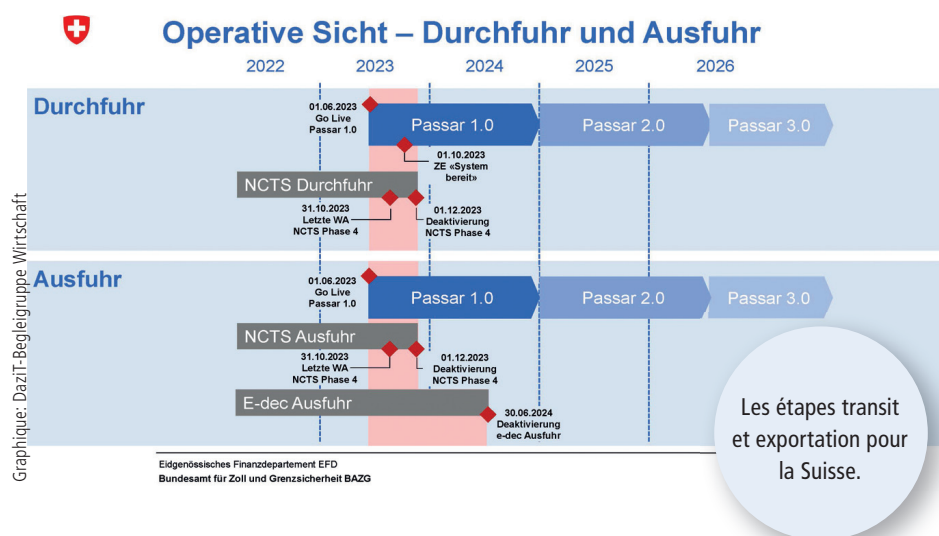 Operative Sicht – Durchfuhr und Ausfuhr
2022
2023
2024
2025
2026
Durchfuhr
01.06.2023
Go Live
Passar 1.0
Passar 1.0
Passar 2.0
Passar 3.0
01.10.2023
ZE «System
bereit»
NCTS Durchfuhr
31.10.2023
Letzte WA
NCTS Phase 4
01.12.2023
Deaktivierung
NCTS Phase 4
Ausfuhr
01.06.2023
Go Live
Passar 1.0
Passar 1.0
Passar 2.0
Passar 3.0
NCTS Ausfuhr
31.10.2023
Letzte WA
NCTS Phase 4
01.12.2023
Deaktivierung
NCTS Phase 4
E-dec Ausfuhr
30.06.2024
Deaktivierung
e-dec Ausfuhr
Les étapes transit
et exportation pour
la Suisse.
Eidgenössisches Finanzdepartement EFD
Bundesamt für Zoll und Grenzsicherheit BAZG
Graphique: DaziT-Begleigruppe Wirtschaft